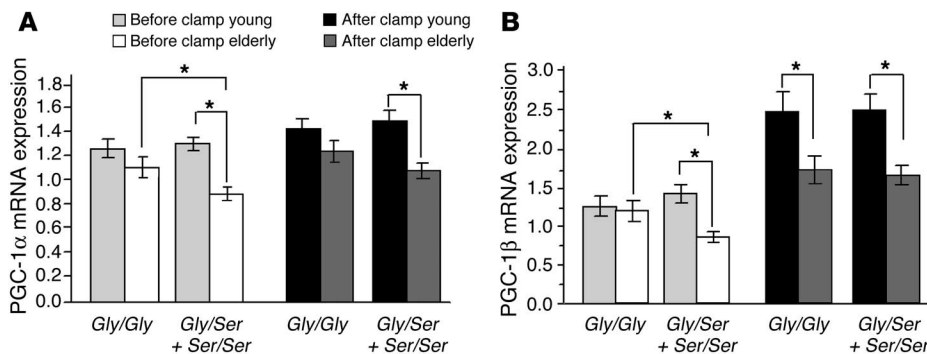 A
Before clamp young
Before clamp elderly
After clamp young
After clamp elderly
PGC-1α mRNA expression
1.8
1.6
1.4
1.2
1.0
0.8
0.6
0.4
0.2
0.0
*
*
*
Gly/Gly
Gly/Ser
+ Ser/Ser
Gly/Gly
Gly/Ser
+ Ser/Ser
B
PGC-1β mRNA expression
3.0
2.5
2.0
1.5
1.0
0.5
0.0
*
*
*
*
Gly/Gly
Gly/Ser
+ Ser/Ser
Gly/Gly
Gly/Ser
+ Ser/Ser